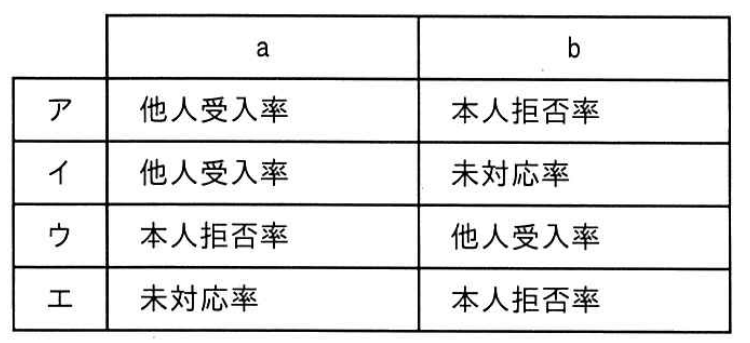 a b
ア 他人受入率 本人拒否率
イ 他人受入率 未対応率
ウ 本人拒否率 他人受入率
エ 未対応率 本人拒否率